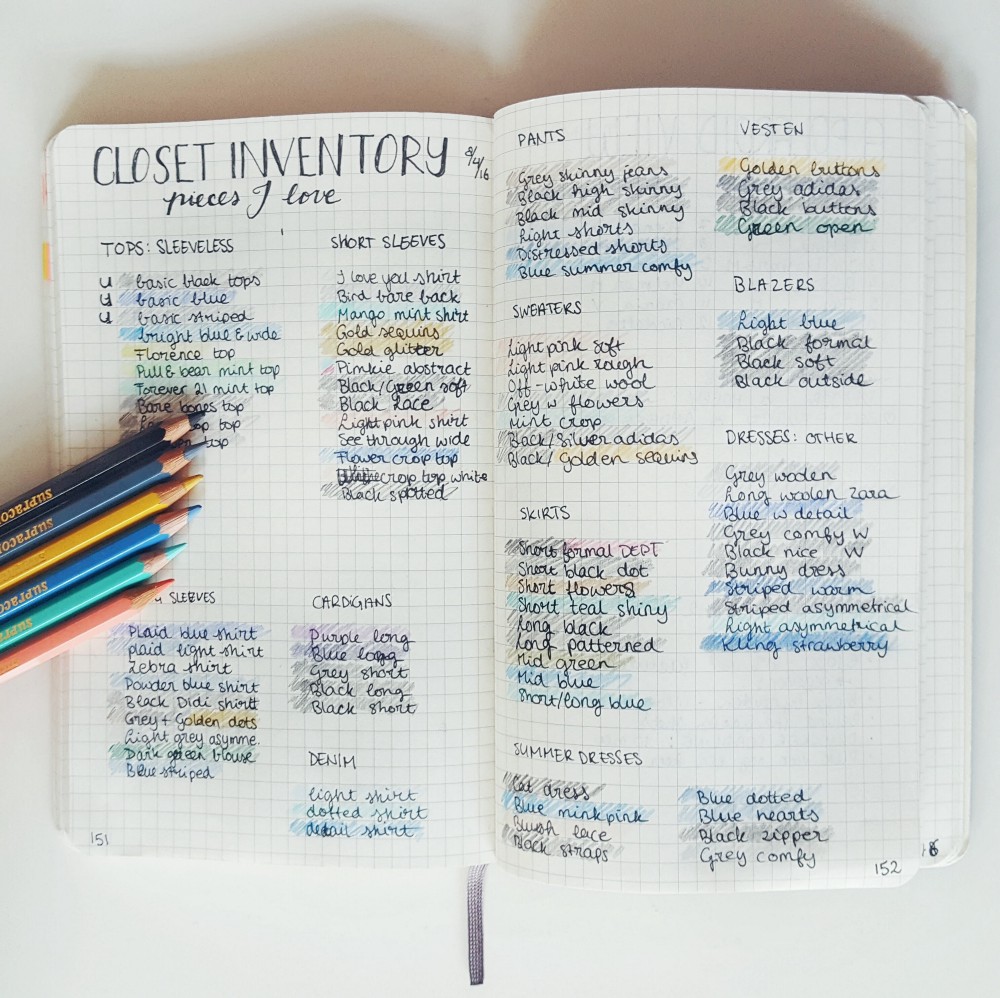 CLOSET INVENTORY 8/4/16
pieces I love
TOPS: SLEEVELESS
u basic black tops
u basic blue
u basic striped
bright blue & wide
Florence top
Pull & bear mint top
Forever 21 mint top
Bare bones top
top
top
SHORT SLEEVES
I love you shirt
Bird bare back
Mango mint shirt
Gold sequins
Gold glitter
Pimkie abstract
Black/Green soft
Black lace
Light pink shirt
See through wide
Flower crop top
crop top white
Black spotted
SLEEVES
Plaid blue shirt
plaid light shirt
Zebra shirt
Powder blue shirt
Black Didi shirt
Grey + Golden dots
Light grey asymme.
Dark green blouse
Blue striped
CARDIGANS
Purple long
Blue long
Grey short
Black long
Black short
DENIM
light shirt
dotted shirt
detail shirt
151
PANTS
Grey skinny jeans
Black high skinny
Black mid skinny
Light shorts
Distressed shorts
Blue summer comfy
SWEATERS
Light pink soft
Light pink rough
Off-white wool
Grey w flowers
Mint crop
Black/Silver adidas
Black/Golden sequins
SKIRTS
Short formal DEPT
Short black dot
Short flowers
Short teal shiny
Long black
Long patterned
Mid green
Mid blue
Short/long blue
VESTEN
Golden buttons
Grey adidas
Black buttons
Green open
BLAZERS
Light blue
Black formal
Black soft
Black outside
DRESSES: OTHER
Grey woolen
Long woolen Zara
Blue w detail
Grey comfy W
Black nice W
Bunny dress
Striped warm
Striped asymmetrical
Light asymmetrical
Kling strawberry
SUMMER DRESSES
Cat dress
Blue minkpink
Blush lace
Black straps
Blue dotted
Blue hearts
Black zipper
Grey comfy
152
supraco
supraco
supraco
supraco